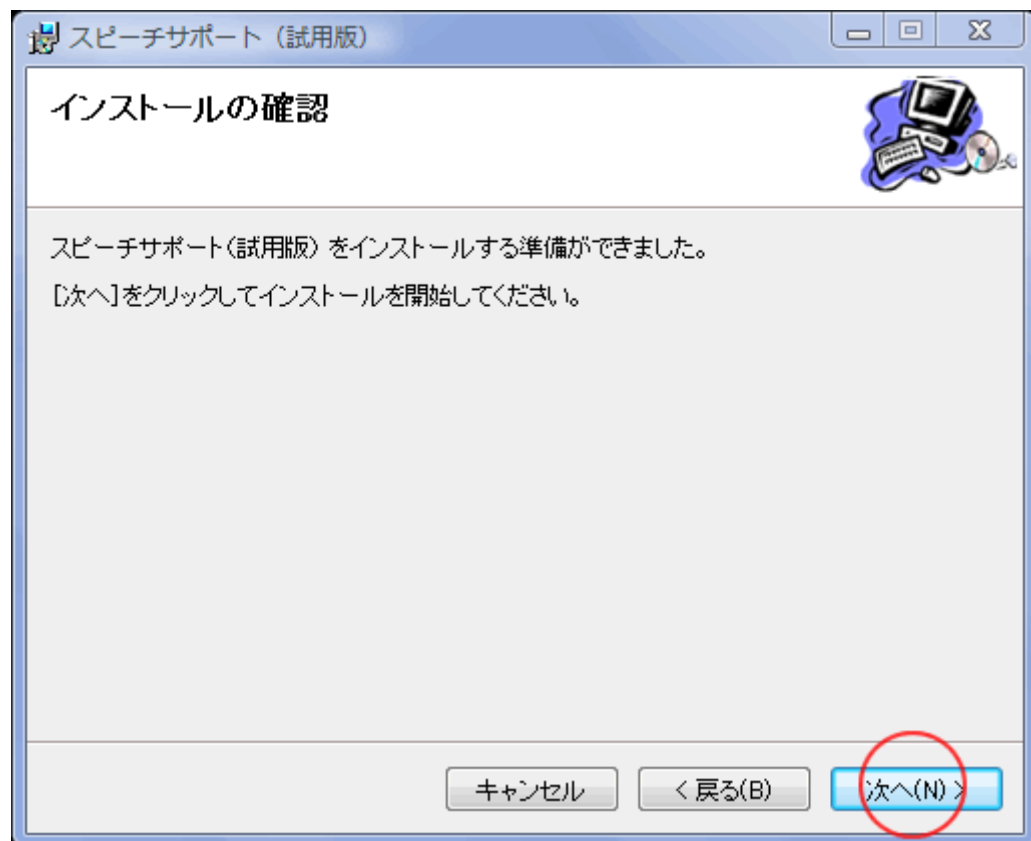 スピーチサポート（試用版）
インストールの確認
スピーチサポート（試用版） をインストールする準備ができました。
[次へ]をクリックしてインストールを開始してください。
キャンセル
< 戻る(B)
次へ(N) >